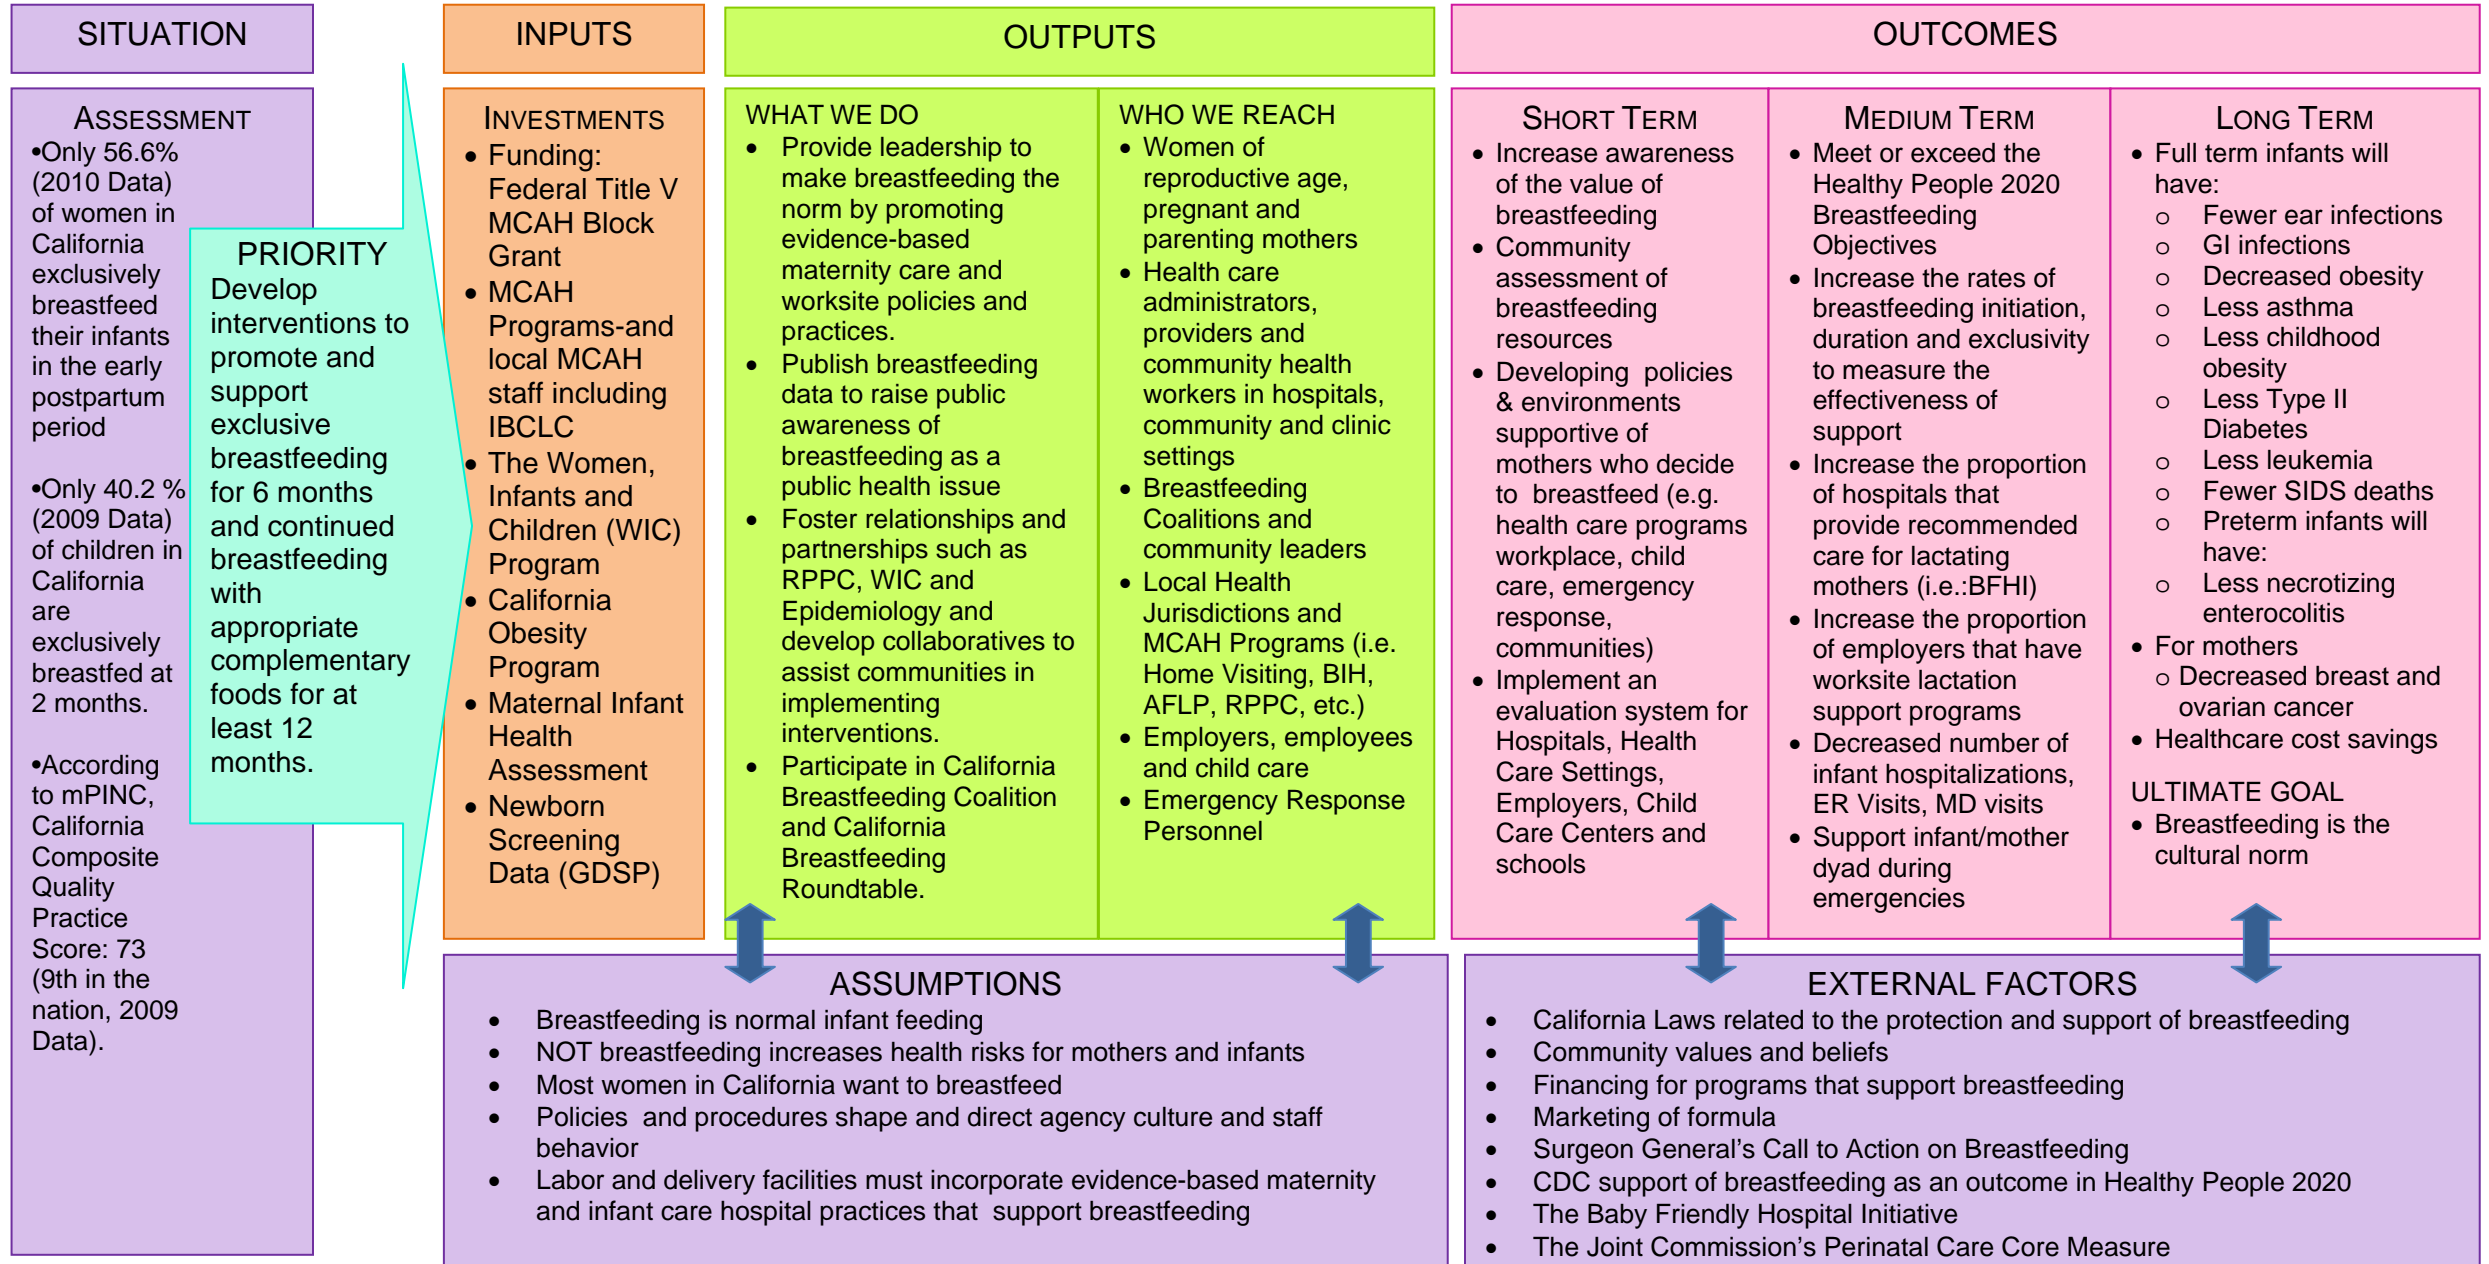 SITUATION
ASSESSMENT
•Only 56.6%
(2010 Data)
of women in
California
exclusively
breastfeed
their infants
in the early
postpartum
period
•Only 40.2 %
(2009 Data)
of children in
California
are
exclusively
breastfed at
2 months.
•According
to mPINC,
California
Composite
Quality
Practice
Score: 73
(9th in the
nation, 2009
Data).
PRIORITY
Develop
interventions to
promote and
support
exclusive
breastfeeding
for 6 months
and continued
breastfeeding
with
appropriate
complementary
foods for at
least 12
months.
INPUTS
INVESTMENTS
• Funding:
Federal Title V
MCAH Block
Grant
• MCAH
Programs-and
local MCAH
staff including
IBCLC
• The Women,
Infants and
Children (WIC)
Program
• California
Obesity
Program
• Maternal Infant
Health
Assessment
• Newborn
Screening
Data (GDSP)
OUTPUTS
WHAT WE DO
• Provide leadership to
make breastfeeding the
norm by promoting
evidence-based
maternity care and
worksite policies and
practices.
• Publish breastfeeding
data to raise public
awareness of
breastfeeding as a
public health issue
• Foster relationships and
partnerships such as
RPPC, WIC and
Epidemiology and
develop collaboratives to
assist communities in
implementing
interventions.
• Participate in California
Breastfeeding Coalition
and California
Breastfeeding
Roundtable.
WHO WE REACH
• Women of
reproductive age,
pregnant and
parenting mothers
• Health care
administrators,
providers and
community health
workers in hospitals,
community and clinic
settings
• Breastfeeding
Coalitions and
community leaders
• Local Health
Jurisdictions and
MCAH Programs (i.e.
Home Visiting, BIH,
AFLP, RPPC, etc.)
• Employers, employees
and child care
• Emergency Response
Personnel
OUTCOMES
SHORT TERM
• Increase awareness
of the value of
breastfeeding
• Community
assessment of
breastfeeding
resources
• Developing policies
& environments
supportive of
mothers who decide
to breastfeed (e.g.
health care programs
workplace, child
care, emergency
response,
communities)
• Implement an
evaluation system for
Hospitals, Health
Care Settings,
Employers, Child
Care Centers and
schools
MEDIUM TERM
• Meet or exceed the
Healthy People 2020
Breastfeeding
Objectives
• Increase the rates of
breastfeeding initiation,
duration and exclusivity
to measure the
effectiveness of
support
• Increase the proportion
of hospitals that
provide recommended
care for lactating
mothers (i.e.:BFHI)
• Increase the proportion
of employers that have
worksite lactation
support programs
• Decreased number of
infant hospitalizations,
ER Visits, MD visits
• Support infant/mother
dyad during
emergencies
LONG TERM
• Full term infants will
have:
o Fewer ear infections
o GI infections
o Decreased obesity
o Less asthma
o Less childhood
obesity
o Less Type II
Diabetes
o Less leukemia
o Fewer SIDS deaths
o Preterm infants will
have:
o Less necrotizing
enterocolitis
• For mothers
o Decreased breast and
ovarian cancer
• Healthcare cost savings
ULTIMATE GOAL
• Breastfeeding is the
cultural norm
ASSUMPTIONS
• Breastfeeding is normal infant feeding
• NOT breastfeeding increases health risks for mothers and infants
• Most women in California want to breastfeed
• Policies and procedures shape and direct agency culture and staff
behavior
• Labor and delivery facilities must incorporate evidence-based maternity
and infant care hospital practices that support breastfeeding
EXTERNAL FACTORS
• California Laws related to the protection and support of breastfeeding
• Community values and beliefs
• Financing for programs that support breastfeeding
• Marketing of formula
• Surgeon General's Call to Action on Breastfeeding
• CDC support of breastfeeding as an outcome in Healthy People 2020
• The Baby Friendly Hospital Initiative
• The Joint Commission's Perinatal Care Core Measure